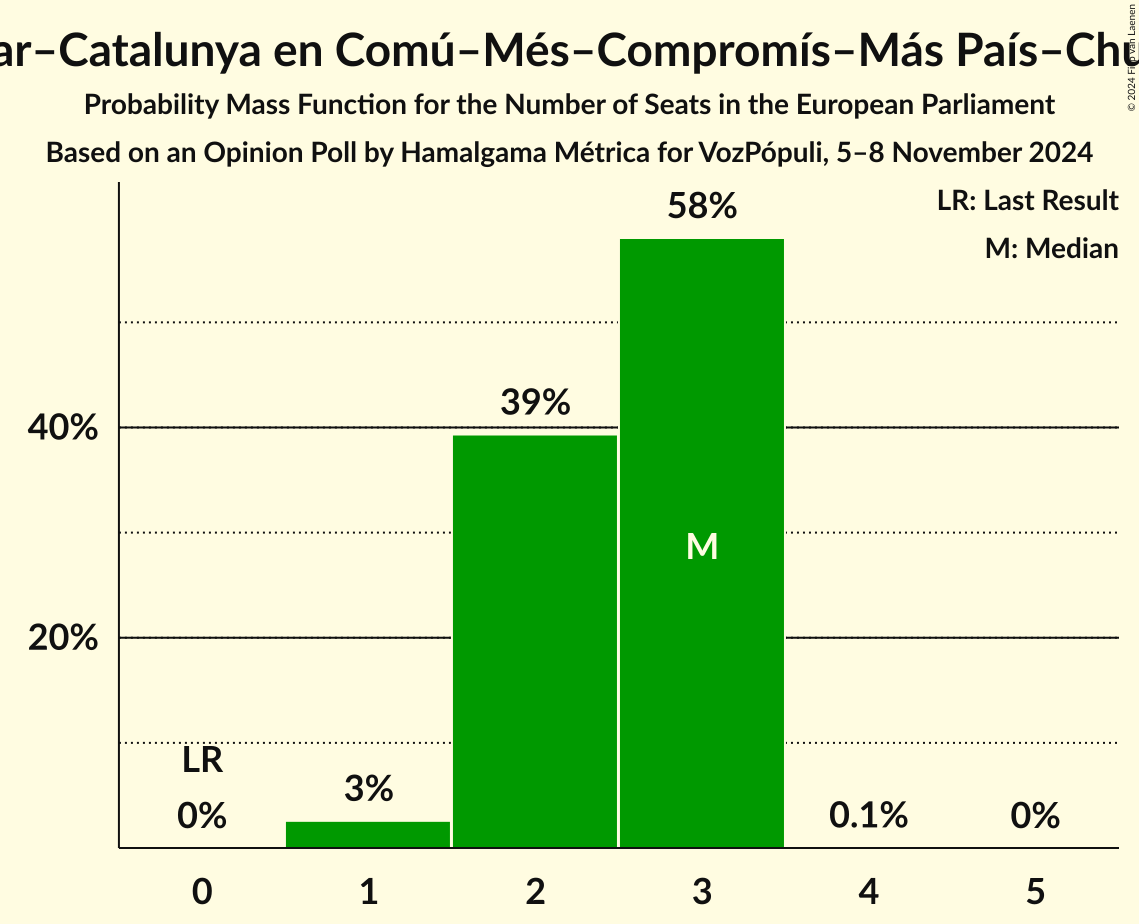 ar–Catalunya en Comú–Més–Compromís–Más País–Chu
© 2024 Filip van Laenen
Probability Mass Function for the Number of Seats in the European Parliament
Based on an Opinion Poll by Hamalgama Métrica for VozPópuli, 5–8 November 2024
LR: Last Result
M: Median
58%
39%
40%
M
20%
LR
3%
0%
0.1%
0%
0 1 2 3 4 5